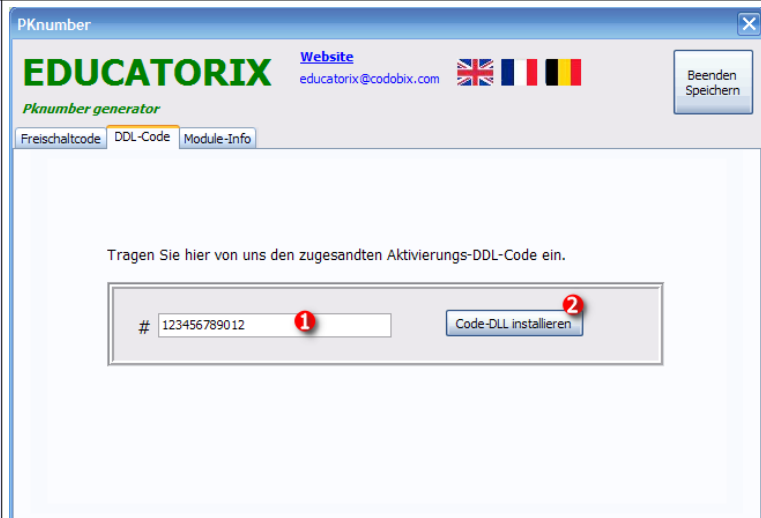 PKnumber
EDUCATORIX
Website
educatorix@codobix.com
Beenden
Speichern
Pknumber generator
Freischaltcode DDL-Code Module-Info
Tragen Sie hier von uns den zugesandten Aktivierungs-DDL-Code ein.
# 123456789012 1 Code-DLL installieren 2